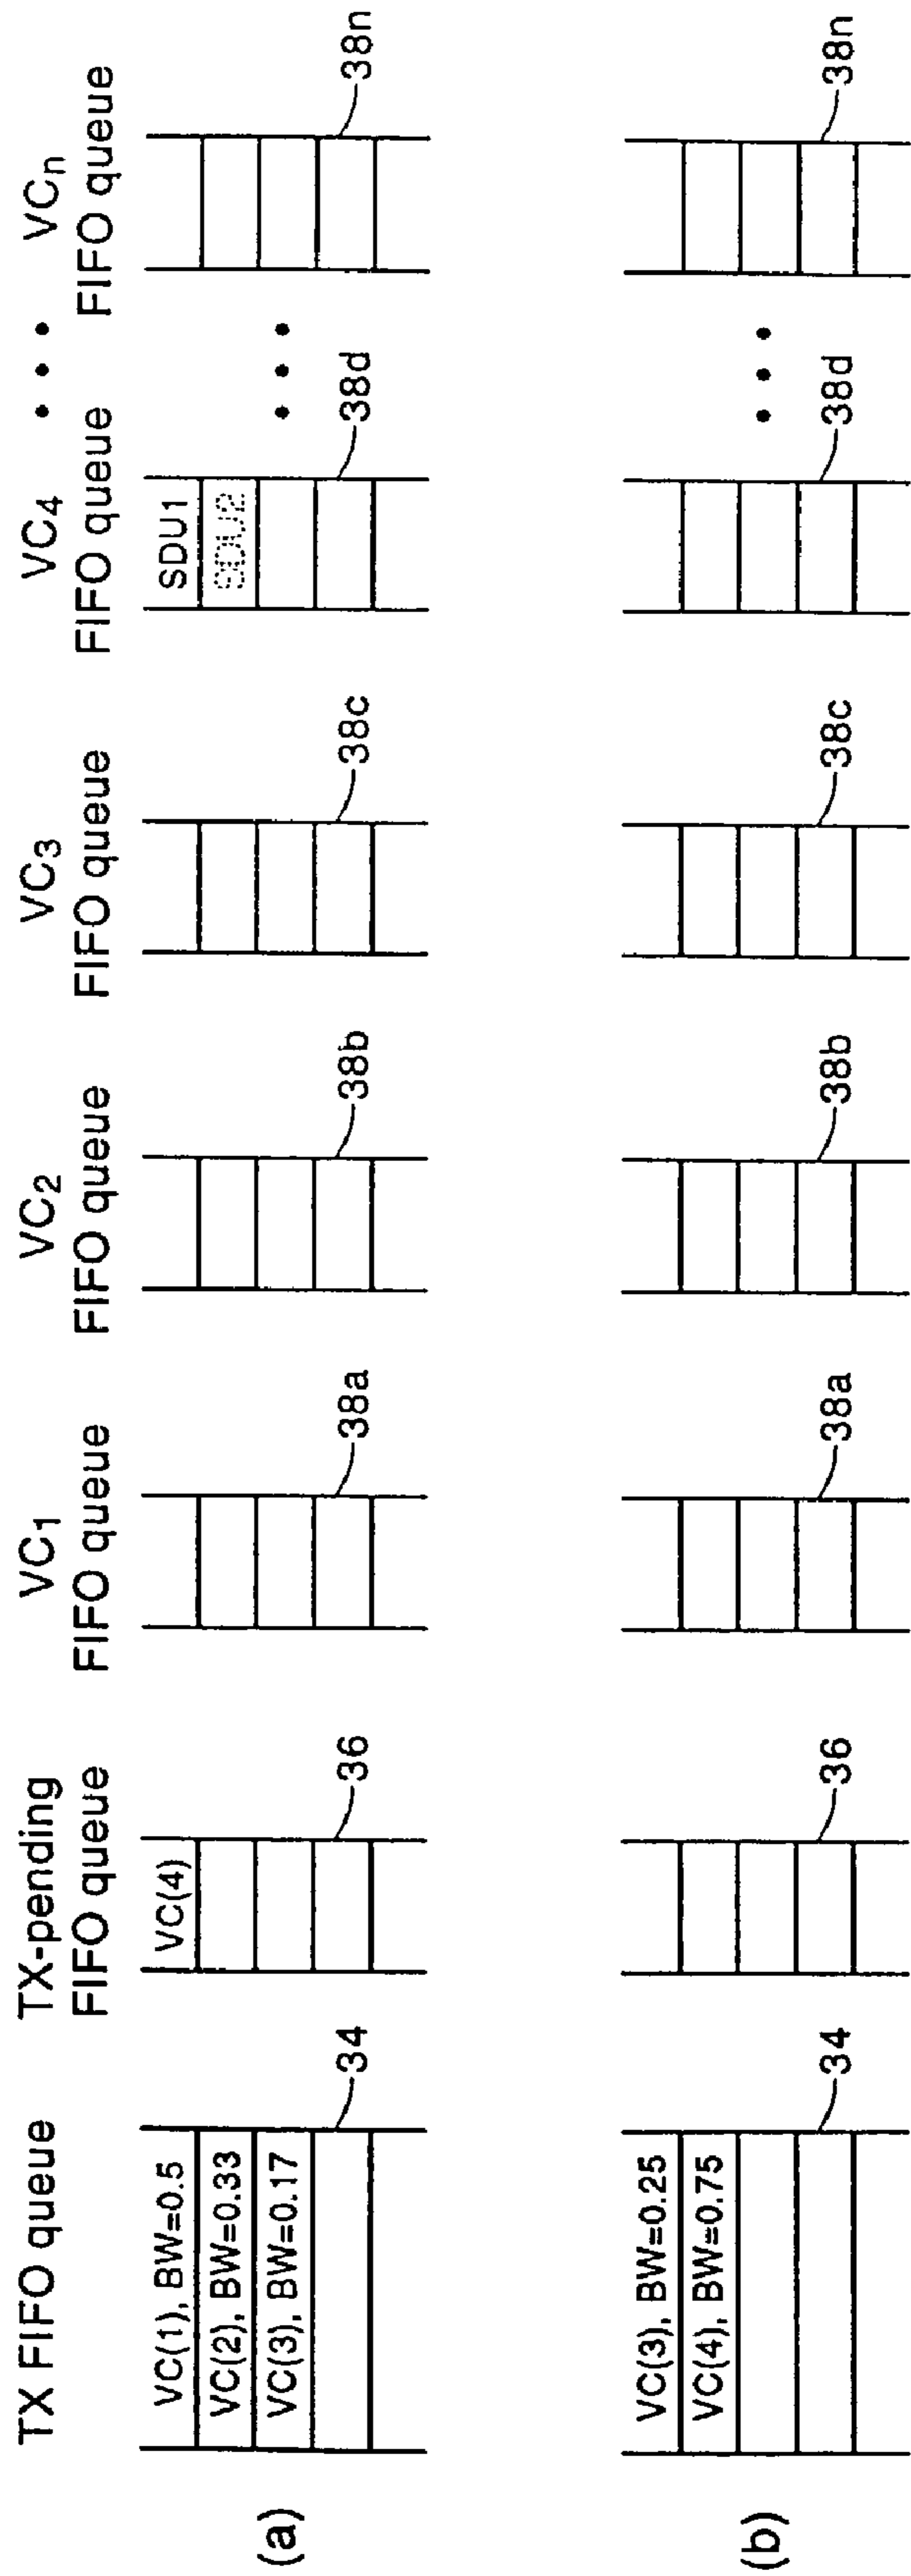 TX FIFO queue
TX-pending
FIFO queue
VC1
FIFO queue
VC2
FIFO queue
VC3
FIFO queue
VC4
FIFO queue
• • •
VCn
FIFO queue
(a)
VC(1), BW=0.5
VC(2), BW=0.33
VC(3), BW=0.17
34
VC(4)
36
38a
38b
38c
SDU1
SDU2
38d
• • •
38n
(b)
VC(3), BW=0.25
VC(4), BW=0.75
34
36
38a
38b
38c
38d
• • •
38n